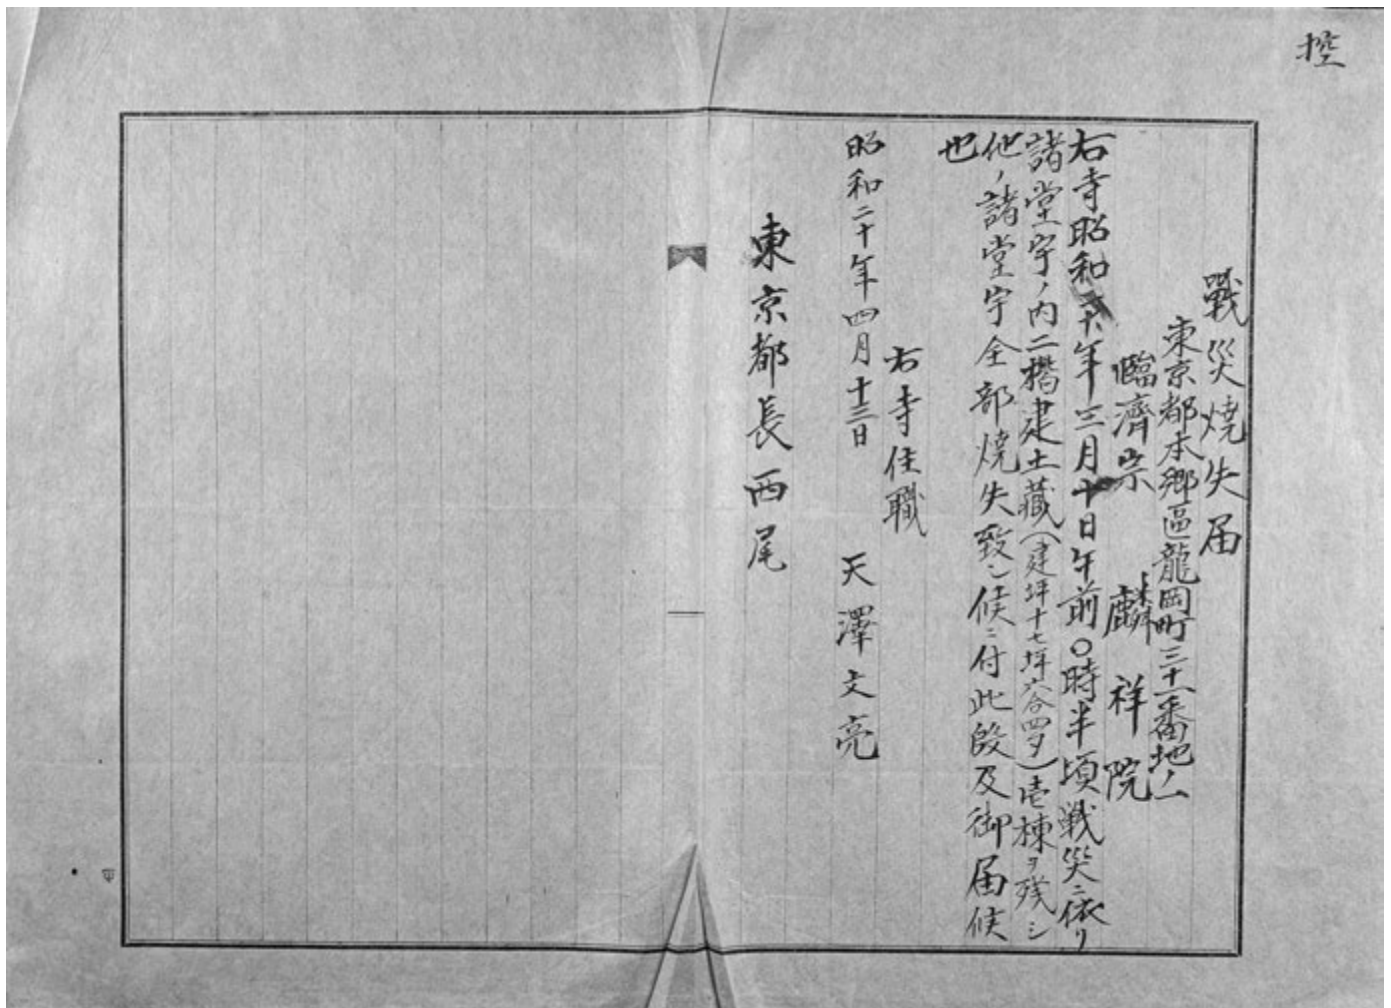 控
戰災焼失届
東京都本郷區龍岡町三十一番地ノ一
臨濟宗 麟祥院
右寺昭和二十年三月十日午前〇時半頃戦災ニ依リ
諸堂宇ノ内二楷建土藏(建坪十七坪六合四夕)壱棟ヲ残シ
他ノ諸堂宇全部焼失致シ候ニ付此段及御届候
也
右寺住職
昭和二十年四月十三日 天澤文亮
東京都長西尾